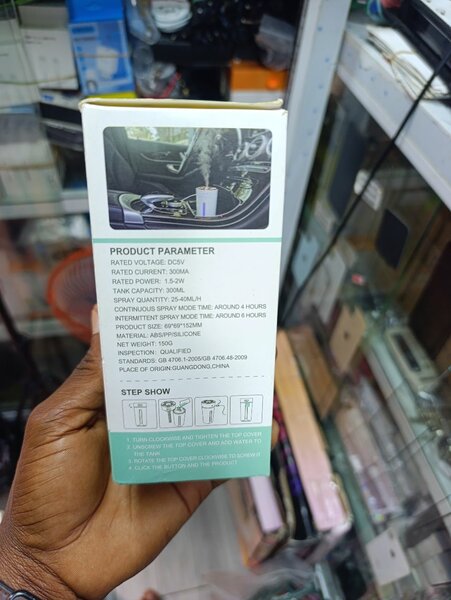 PRODUCT PARAMETER
RATED VOLTAGE: DC5V
RATED CURRENT: 300MA
RATED POWER: 1.5-2W
TANK CAPACITY: 300ML
SPRAY QUANTITY: 25-40ML/H
CONTINUOUS SPRAY MODE TIME: AROUND 4 HOURS
INTERMITTENT SPRAY MODE TIME: AROUND 6 HOURS
PRODUCT SIZE: 69*69*152MM
MATERIAL: ABS/PP/SILICONE
NET WEIGHT: 150G
INSPECTION: QUALIFIED
STANDARDS: GB 4706.1-2005/GB 4706.48-2009
PLACE OF ORIGIN:GUANGDONG,CHINA
STEP SHOW
1. TURN CLOCKWISE AND TIGHTEN THE TOP COVER
2. UNSCREW THE TOP COVER AND ADD WATER TO
THE TANK
3. ROTATE THE TOP COVER CLOCKWISE TO SCREW IT
4. CLICK THE BUTTON AND THE PRODUCT